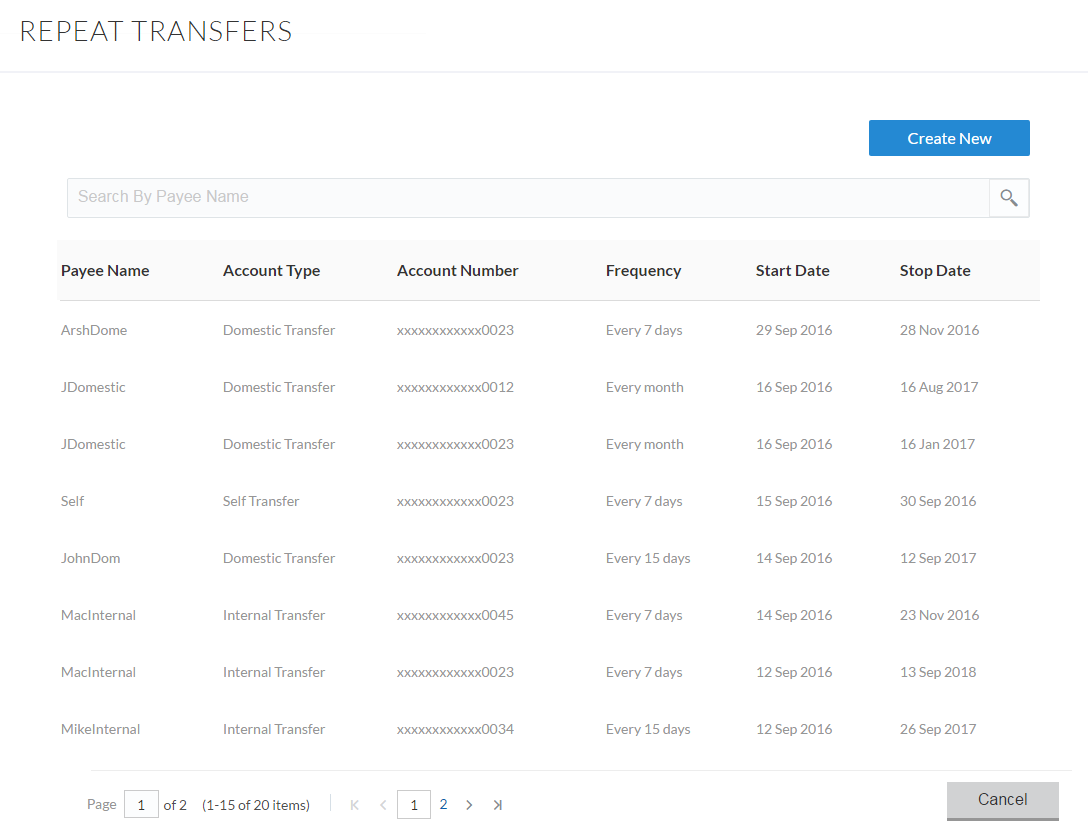 REPEAT TRANSFERS
Create New
Search By Payee Name
Payee Name Account Type Account Number Frequency Start Date Stop Date
ArshDome Domestic Transfer xxxxxxxxxxxx0023 Every 7 days 29 Sep 2016 28 Nov 2016
JDomestic Domestic Transfer xxxxxxxxxxxx0012 Every month 16 Sep 2016 16 Aug 2017
JDomestic Domestic Transfer xxxxxxxxxxxx0023 Every month 16 Sep 2016 16 Jan 2017
Self Self Transfer xxxxxxxxxxxx0023 Every 7 days 15 Sep 2016 30 Sep 2016
JohnDom Domestic Transfer xxxxxxxxxxxx0023 Every 15 days 14 Sep 2016 12 Sep 2017
MacInternal Internal Transfer xxxxxxxxxxxx0045 Every 7 days 14 Sep 2016 23 Nov 2016
MacInternal Internal Transfer xxxxxxxxxxxx0023 Every 7 days 12 Sep 2016 13 Sep 2018
MikeInternal Internal Transfer xxxxxxxxxxxx0034 Every 15 days 12 Sep 2016 26 Sep 2017
Page 1 of 2 (1-15 of 20 items) 1 2 Cancel